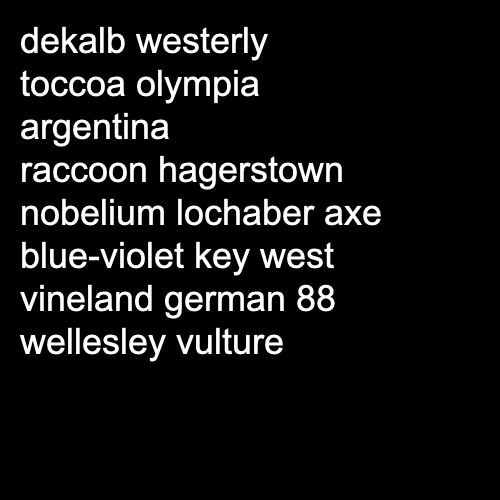 dekalb westerly
toccoa olympia
argentina
raccoon hagerstown
nobelium lochaber axe
blue-violet key west
vineland german 88
wellesley vulture